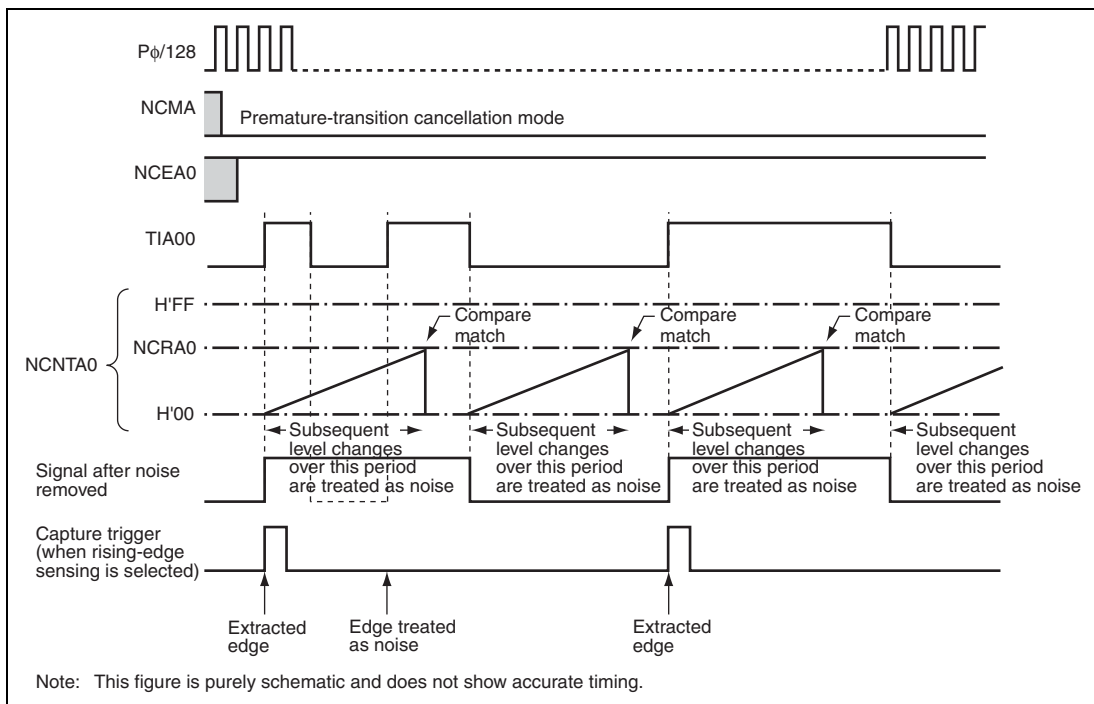 Pφ/128
NCMA
Premature-transition cancellation mode
NCEA0
TIA00
H'FF
Compare
match
Compare
match
Compare
match
NCRA0
NCNTA0
H'00
Subsequent
level changes
over this period
are treated as noise
Subsequent
level changes
over this period
are treated as noise
Subsequent
level changes
over this period
are treated as noise
Subsequent
level changes
over this period
are treated as noise
Signal after noise
removed
Capture trigger
(when rising-edge
sensing is selected)
Extracted
edge
Edge treated
as noise
Extracted
edge
Note: This figure is purely schematic and does not show accurate timing.